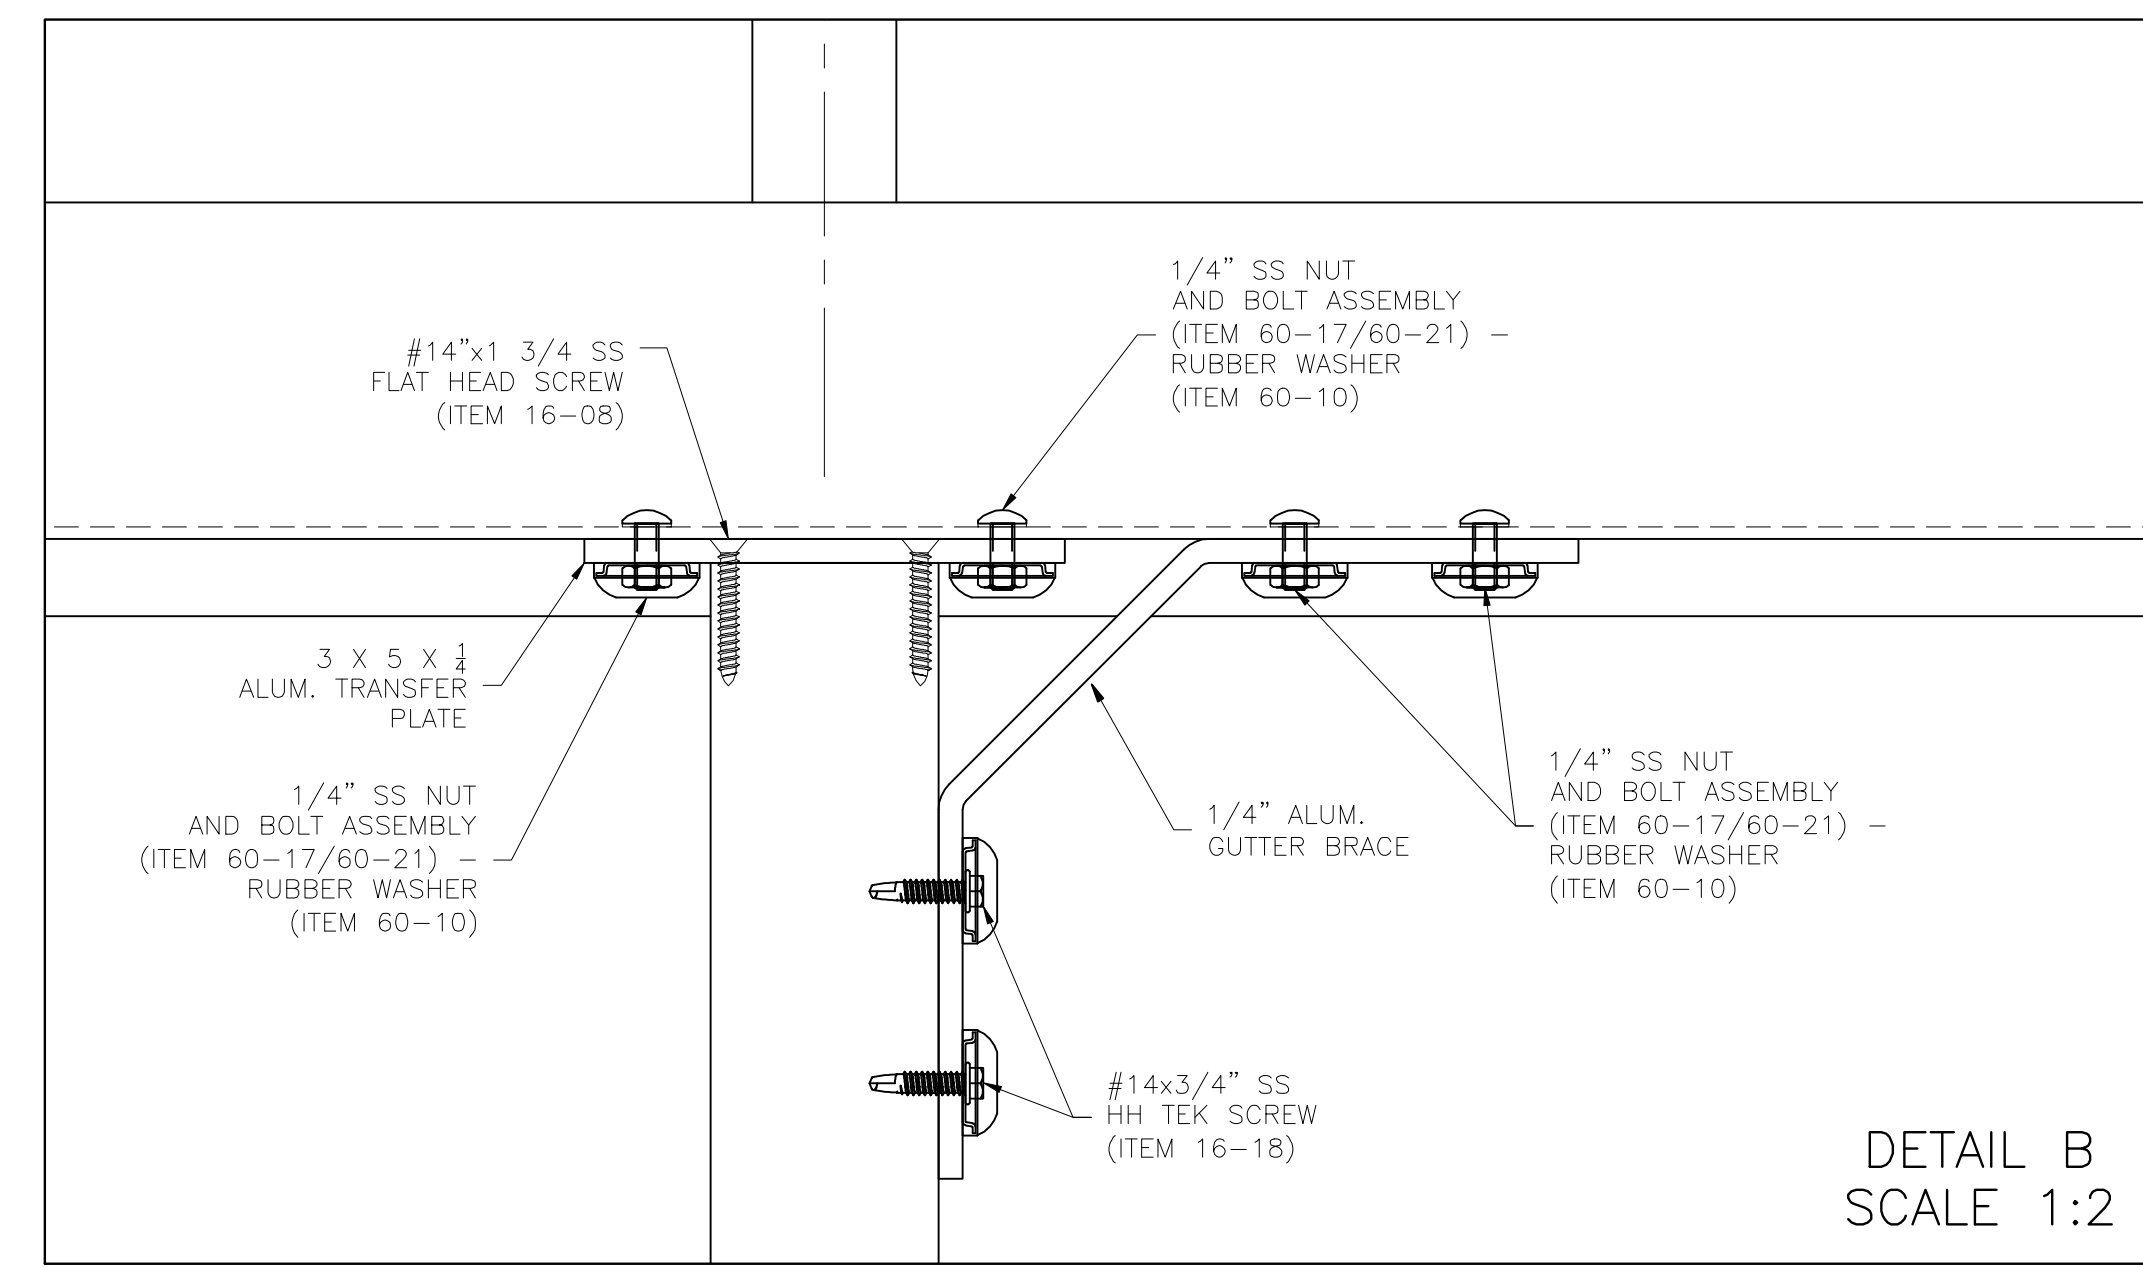 1/4” SS NUT
AND BOLT ASSEMBLY
(ITEM 60-17/60-21) -
RUBBER WASHER
(ITEM 60-10)
#14”x1 3/4 SS
FLAT HEAD SCREW
(ITEM 16-08)
3 X 5 X 1/4
ALUM. TRANSFER
PLATE
1/4” SS NUT
AND BOLT ASSEMBLY
(ITEM 60-17/60-21) -
RUBBER WASHER
(ITEM 60-10)
1/4” ALUM.
GUTTER BRACE
1/4” SS NUT
AND BOLT ASSEMBLY
(ITEM 60-17/60-21) -
RUBBER WASHER
(ITEM 60-10)
#14x3/4” SS
HH TEK SCREW
(ITEM 16-18)
DETAIL B
SCALE 1:2